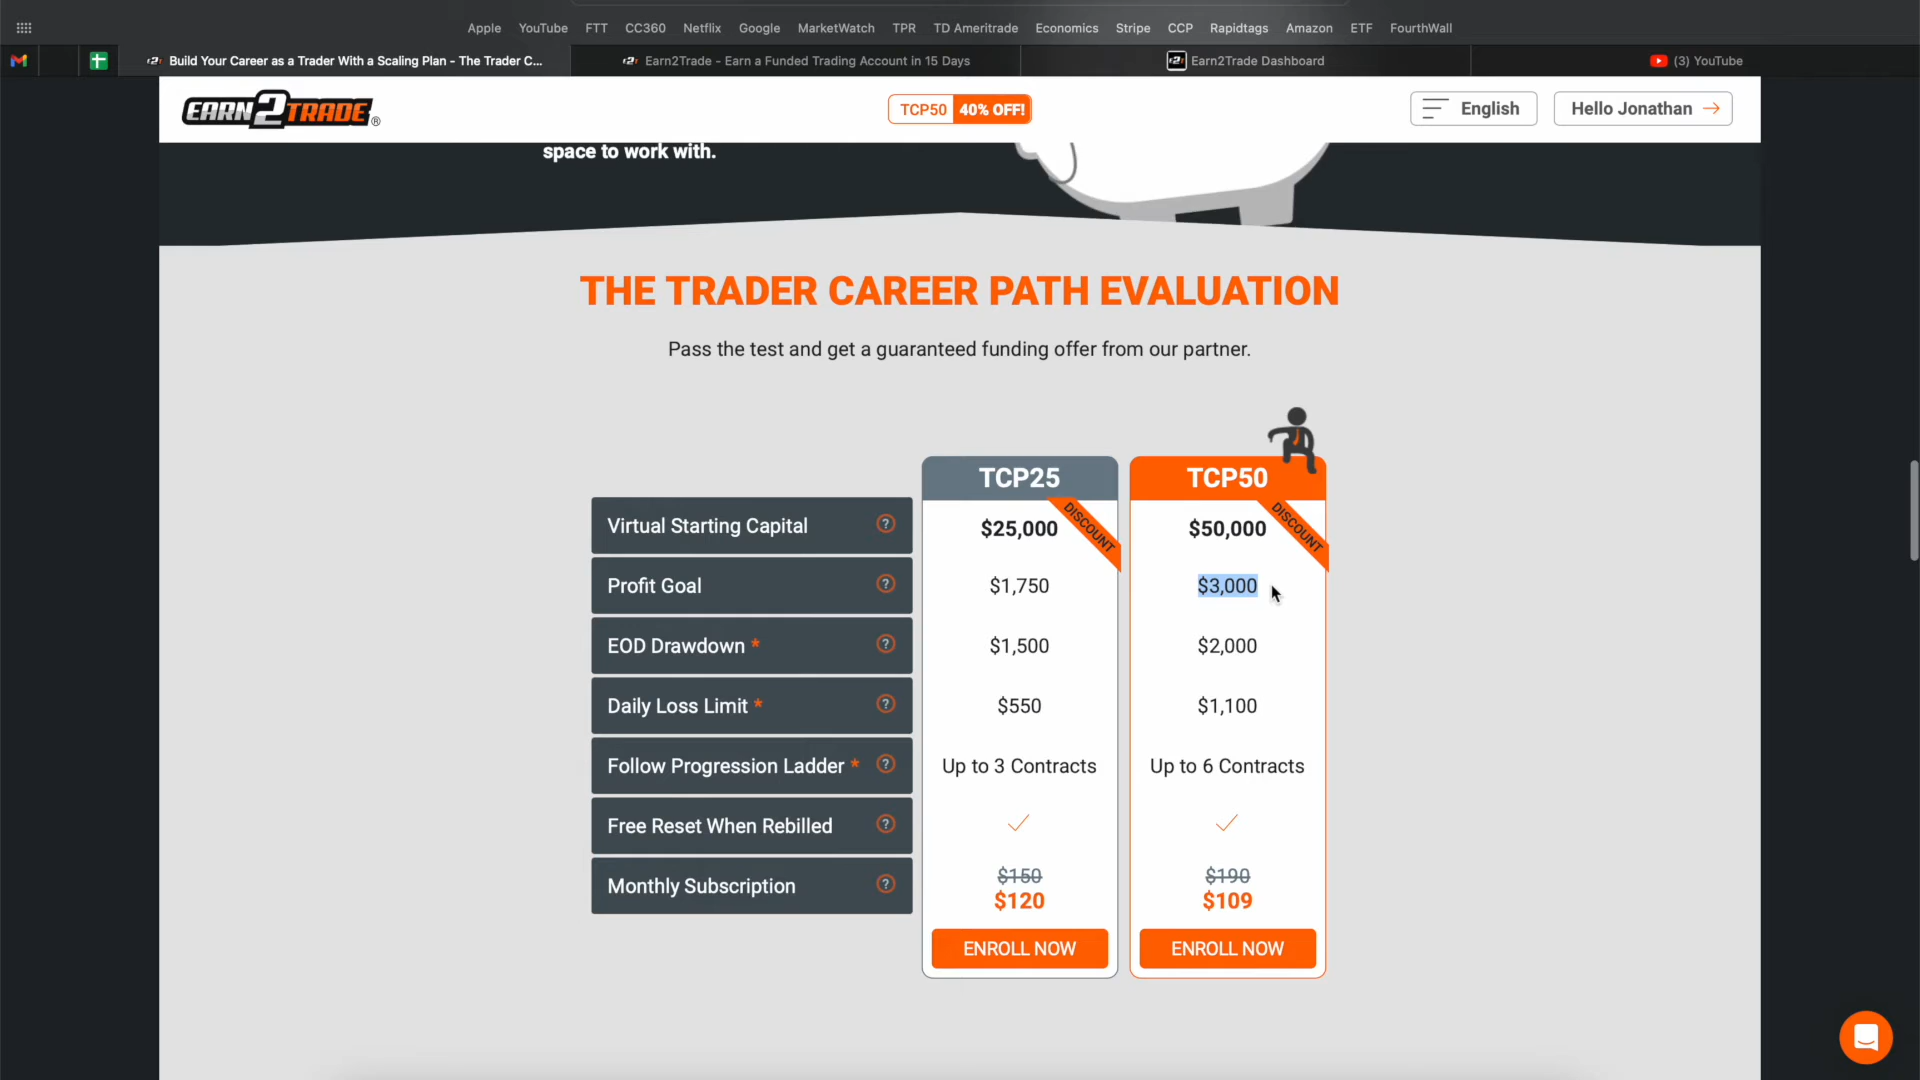 Apple YouTube FTT CC360 Netflix Google MarketWatch TPR TD Ameritrade Economics Stripe CCP Rapidtags Amazon ETF FourthWall
Build Your Career as a Trader With a Scaling Plan - The Trader C... Earn2Trade - Earn a Funded Trading Account in 15 Days Earn2Trade Dashboard (3) YouTube
EARN2TRADE® TCP50 40% OFF! English Hello Jonathan →
space to work with.
THE TRADER CAREER PATH EVALUATION
Pass the test and get a guaranteed funding offer from our partner.
TCP25 TCP50
Virtual Starting Capital ? $25,000 DISCOUNT $50,000 DISCOUNT
Profit Goal ? $1,750 $3,000
EOD Drawdown * ? $1,500 $2,000
Daily Loss Limit * ? $550 $1,100
Follow Progression Ladder * ? Up to 3 Contracts Up to 6 Contracts
Free Reset When Rebilled ? ✓ ✓
$150 $190
Monthly Subscription ? $120 $109
ENROLL NOW ENROLL NOW